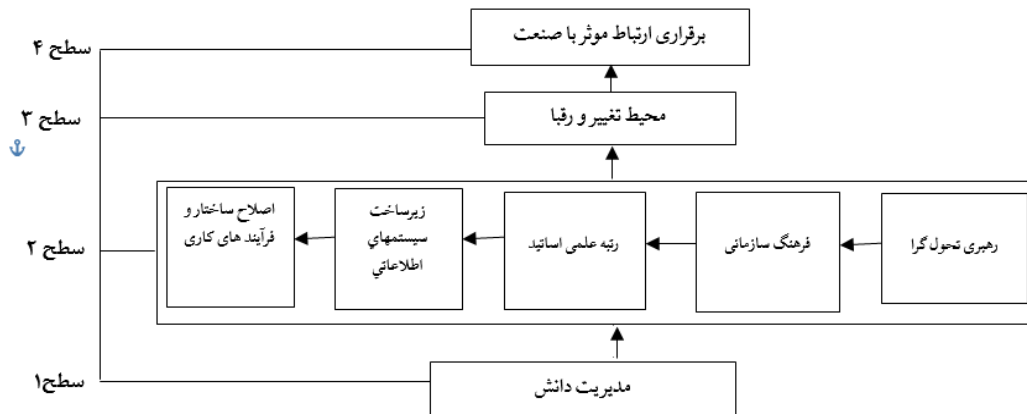 سطح ۴
برقراری ارتباط موثر با صنعت
سطح ۳
محیط تغییر و رقبا
سطح ۲
رهبری تحول گرا
فرهنگ سازمانی
رتبه علمی اساتید
زیرساخت
سیستمهاي
اطلاعاتي
اصلاح ساختار و
فرآیند های کاری
سطح۱
مدیریت دانش